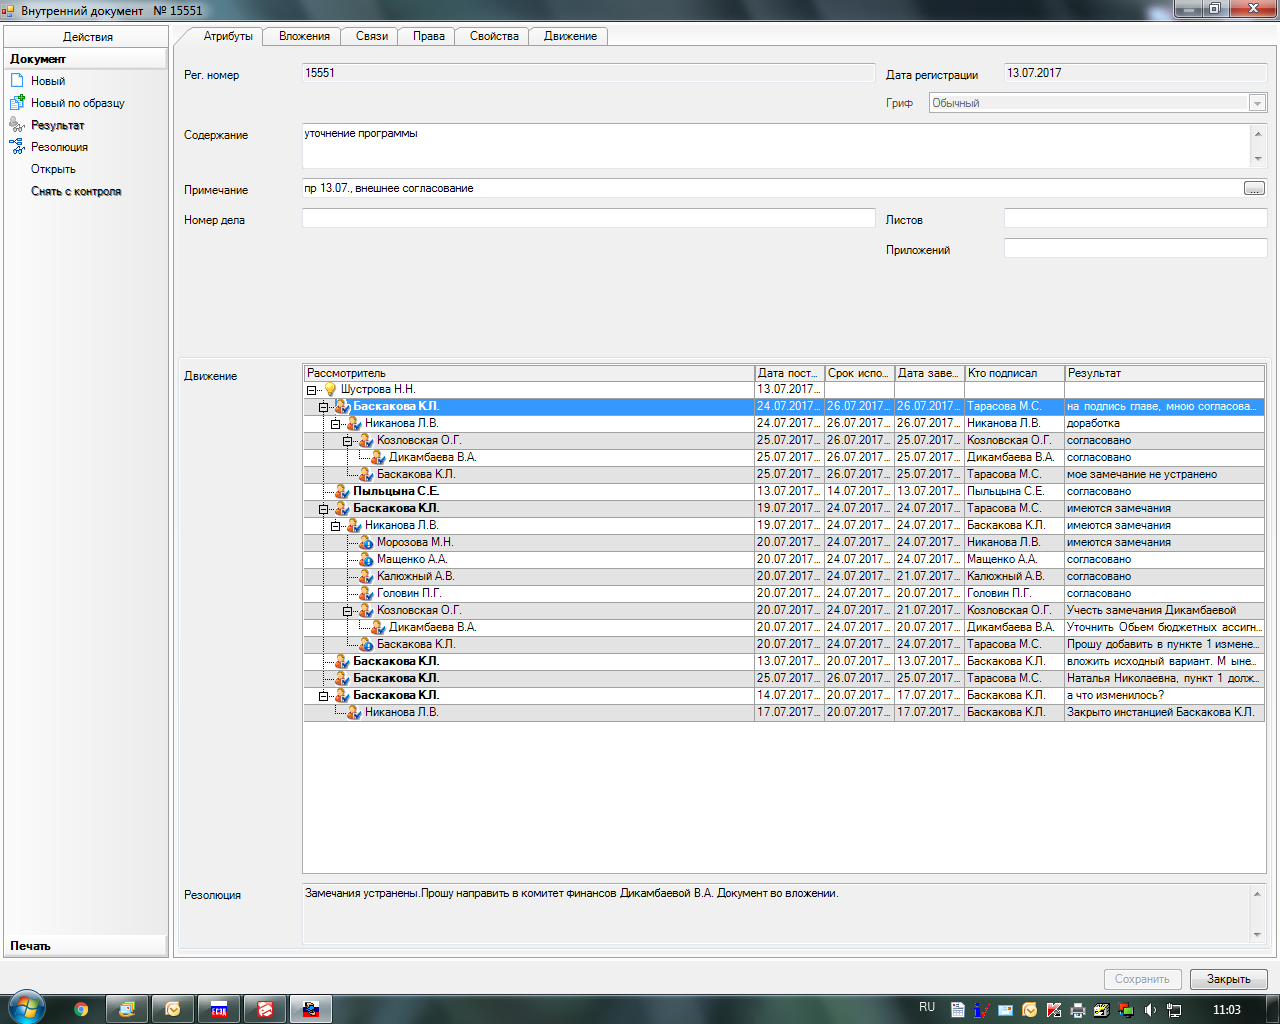 Внутренний документ № 15551
Действия
Документ
Новый
Новый по образцу
Результат
Резолюция
Открыть
Снять с контроля
Печать
Атрибуты Вложения Связи Права Свойства Движение
Рег. номер 15551 Дата регистрации 13.07.2017
Гриф Обычный
Содержание уточнение программы
Примечание пр 13.07., внешнее согласование ...
Номер дела Листов
Приложений
Движение
Рассмотритель Дата пост... Срок испо... Дата заве... Кто подписал Результат
Шустрова Н.Н. 13.07.2017...
Баскакова К.Л. 24.07.2017... 26.07.2017... 26.07.2017... Тарасова М.С. на подпись главе, мною согласова...
Никанова Л.В. 24.07.2017... 26.07.2017... 26.07.2017... Никанова Л.В. доработка
Козловская О.Г. 25.07.2017... 26.07.2017... 25.07.2017... Козловская О.Г. согласовано
Дикамбаева В.А. 25.07.2017... 26.07.2017... 25.07.2017... Дикамбаева В.А. согласовано
Баскакова К.Л. 25.07.2017... 26.07.2017... 25.07.2017... Тарасова М.С. мое замечание не устранено
Пыльцына С.Е. 13.07.2017... 14.07.2017... 13.07.2017... Пыльцына С.Е. согласовано
Баскакова К.Л. 19.07.2017... 24.07.2017... 24.07.2017... Тарасова М.С. имеются замечания
Никанова Л.В. 19.07.2017... 24.07.2017... 24.07.2017... Баскакова К.Л. имеются замечания
Морозова М.Н. 20.07.2017... 24.07.2017... 24.07.2017... Никанова Л.В. имеются замечания
Мащенко А.А. 20.07.2017... 24.07.2017... 24.07.2017... Мащенко А.А. согласовано
Калюжный А.В. 20.07.2017... 24.07.2017... 21.07.2017... Калюжный А.В. согласовано
Головин П.Г. 20.07.2017... 24.07.2017... 20.07.2017... Головин П.Г. согласовано
Козловская О.Г. 20.07.2017... 24.07.2017... 21.07.2017... Козловская О.Г. Учесть замечания Дикамбаевой
Дикамбаева В.А. 20.07.2017... 24.07.2017... 20.07.2017... Дикамбаева В.А. Уточнить Обьем бюджетных ассигн...
Баскакова К.Л. 20.07.2017... 24.07.2017... 24.07.2017... Тарасова М.С. Прошу добавить в пункте 1 измене...
Баскакова К.Л. 13.07.2017... 20.07.2017... 13.07.2017... Баскакова К.Л. вложить исходный вариант. М ыне...
Баскакова К.Л. 25.07.2017... 26.07.2017... 25.07.2017... Тарасова М.С. Наталья Николаевна, пункт 1 долж...
Баскакова К.Л. 14.07.2017... 20.07.2017... 17.07.2017... Баскакова К.Л. а что изменилось?
Никанова Л.В. 17.07.2017... 20.07.2017... 17.07.2017... Баскакова К.Л. Закрыто инстанцией Баскакова К.Л.
Резолюция Замечания устранены.Прошу направить в комитет финансов Дикамбаевой В.А. Документ во вложении.
Сохранить Закрыть
RU 11:03